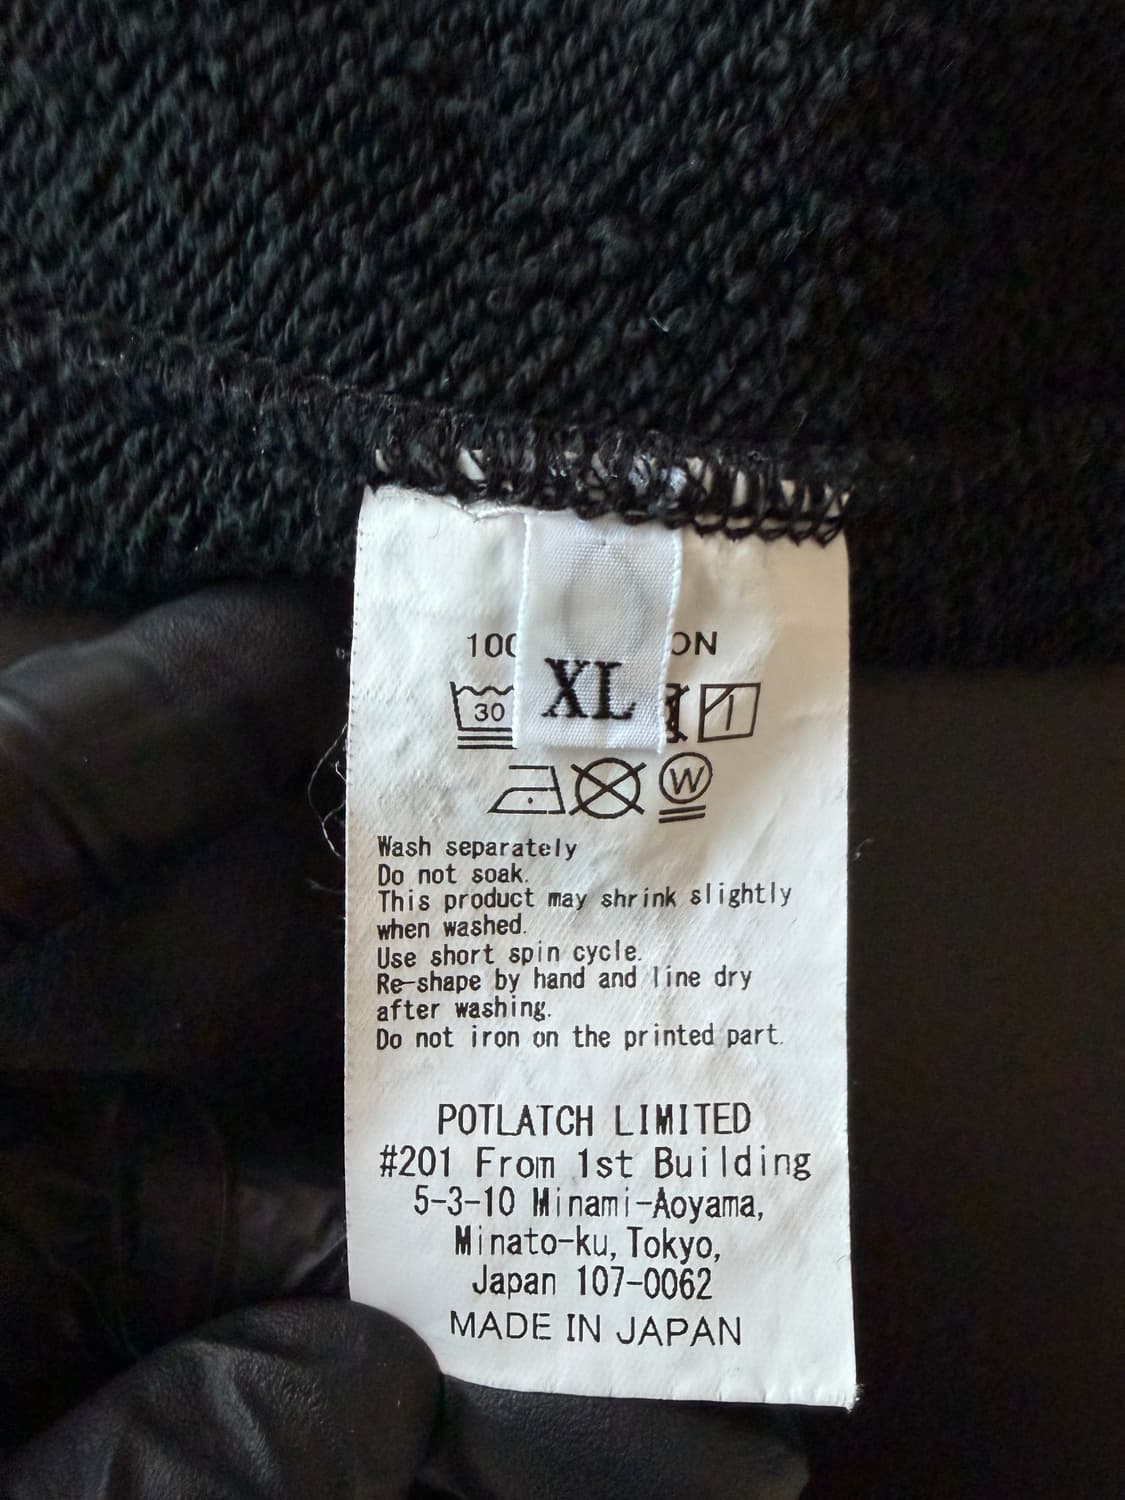 XL
30
W
Wash separately
Do not soak.
This product may shrink slightly
when washed.
Use short spin cycle.
Re-shape by hand and line dry
after washing.
Do not iron on the printed part.
POTLATCH LIMITED
#201 From 1st Building
5-3-10 Minami-Aoyama,
Minato-ku, Tokyo,
Japan 107-0062
MADE IN JAPAN